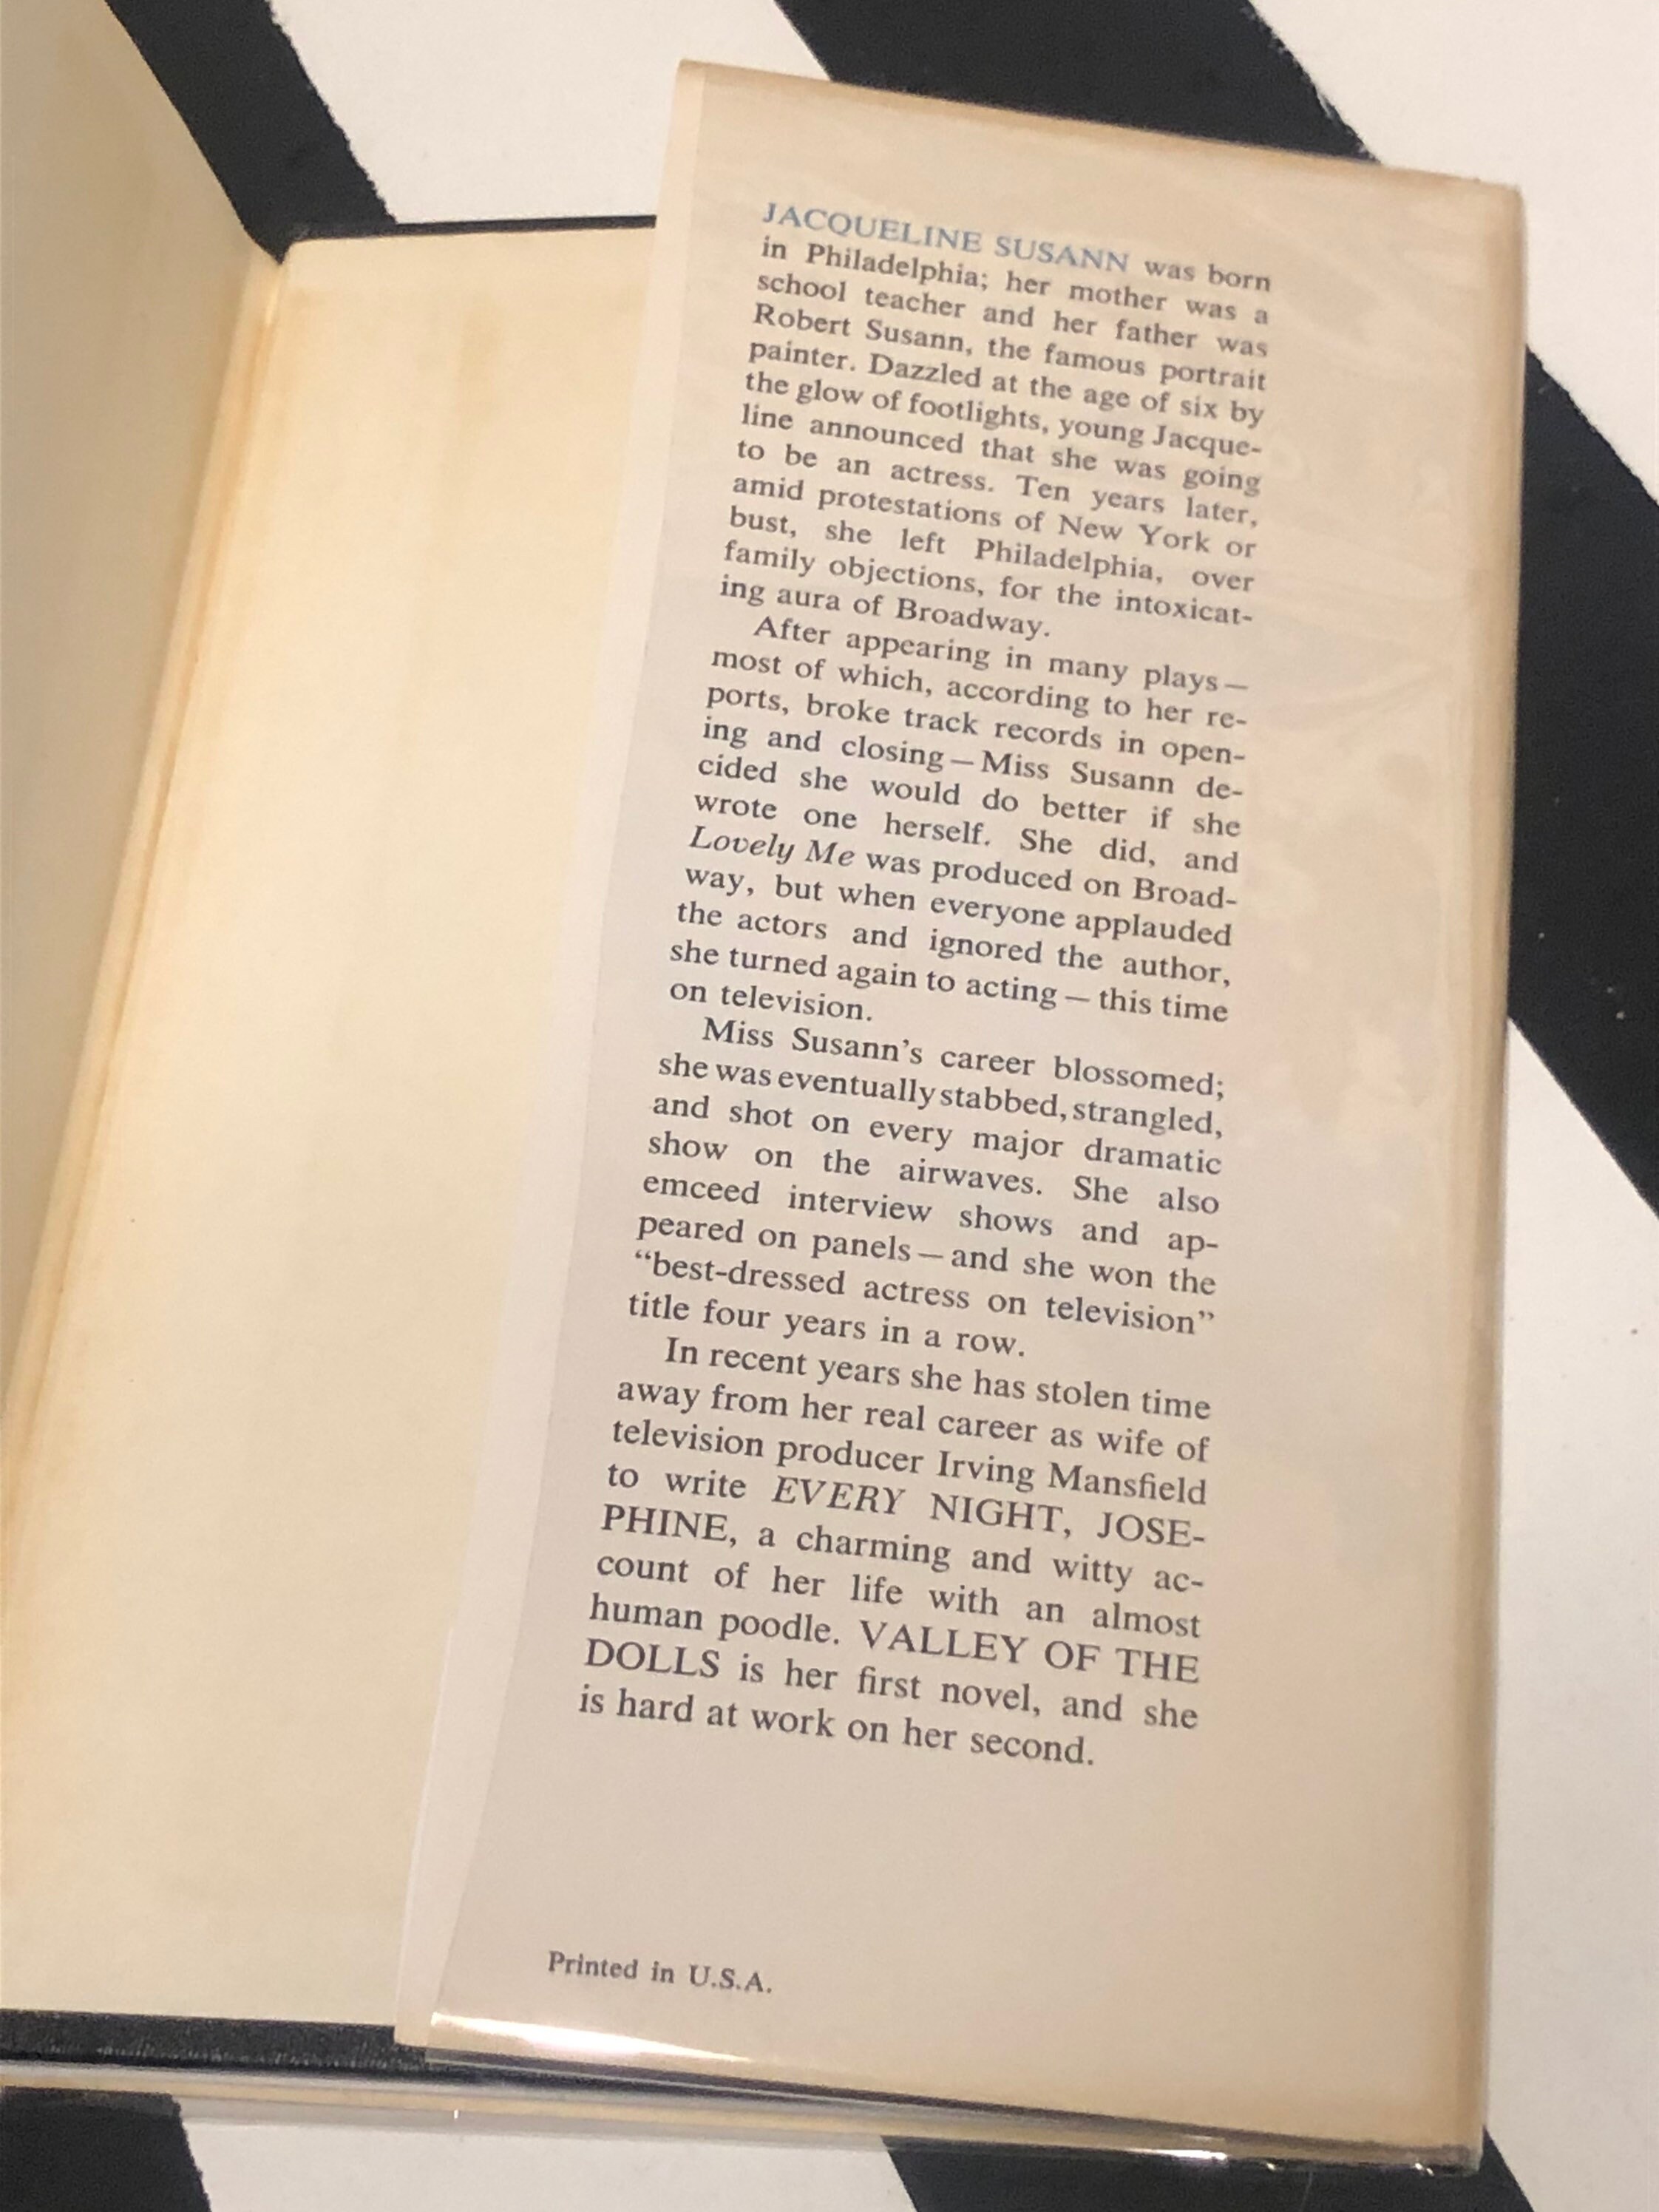 JACQUELINE SUSANN was born
in Philadelphia; her mother was a
school teacher and her father was
Robert Susann, the famous portrait
painter. Dazzled at the age of six by
the glow of footlights, young Jacque-
line announced that she was going
to be an actress. Ten years later,
amid protestations of New York or
bust, she left Philadelphia, over
family objections, for the intoxicat-
ing aura of Broadway.
After appearing in many plays—
most of which, according to her re-
ports, broke track records in open-
ing and closing—Miss Susann de-
cided she would do better if she
wrote one herself. She did, and
Lovely Me was produced on Broad-
way, but when everyone applauded
the actors and ignored the author,
she turned again to acting—this time
on television.
Miss Susann's career blossomed;
she was eventually stabbed, strangled,
and shot on every major dramatic
show on the airwaves. She also
emceed interview shows and ap-
peared on panels—and she won the
“best-dressed actress on television”
title four years in a row.
In recent years she has stolen time
away from her real career as wife of
television producer Irving Mansfield
to write EVERY NIGHT, JOSE-
PHINE, a charming and witty ac-
count of her life with an almost
human poodle. VALLEY OF THE
DOLLS is her first novel, and she
is hard at work on her second.
Printed in U.S.A.